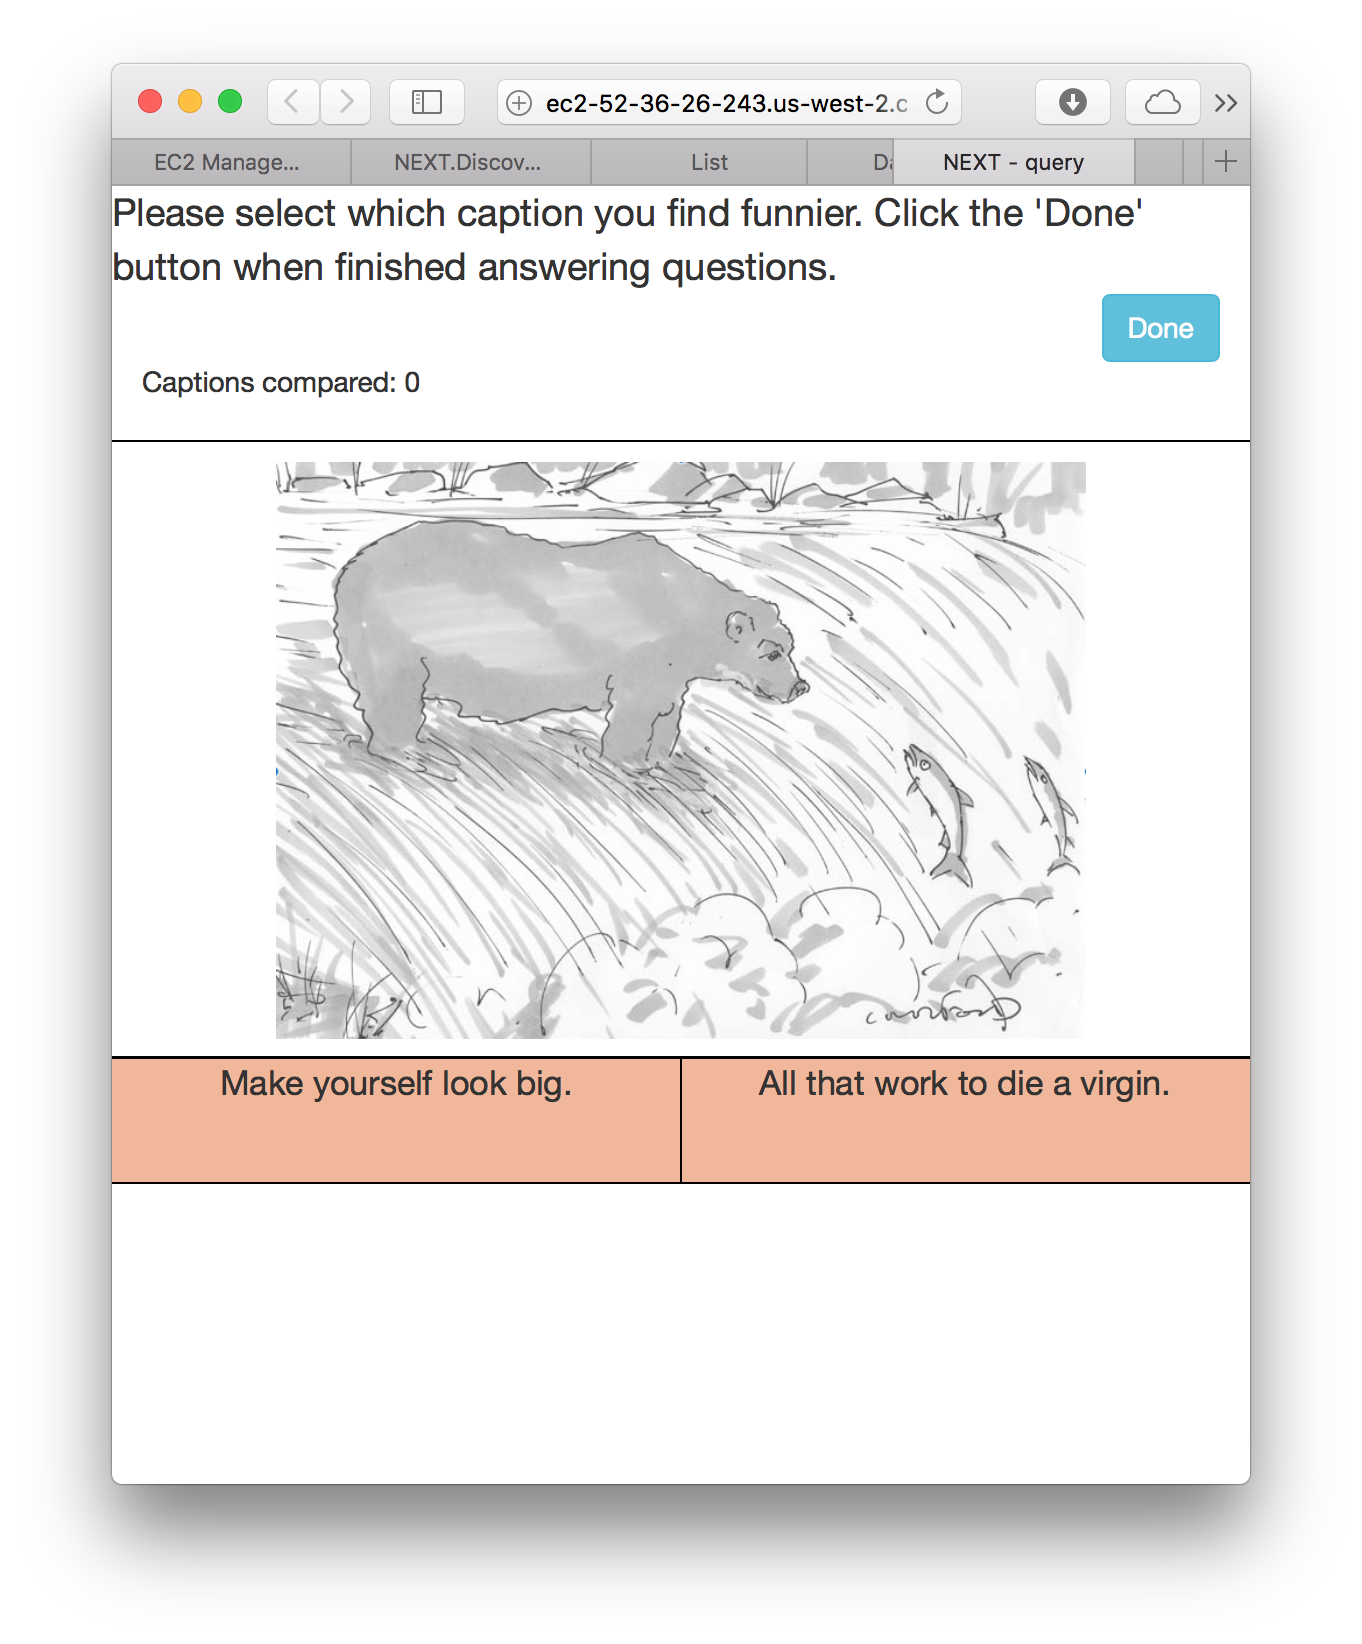 ec2-52-36-26-243.us-west-2.c
EC2 Manage...
NEXT.Discov...
List
Da
NEXT - query
Please select which caption you find funnier. Click the 'Done'
button when finished answering questions.
Done
Captions compared: 0
Make yourself look big.
All that work to die a virgin.